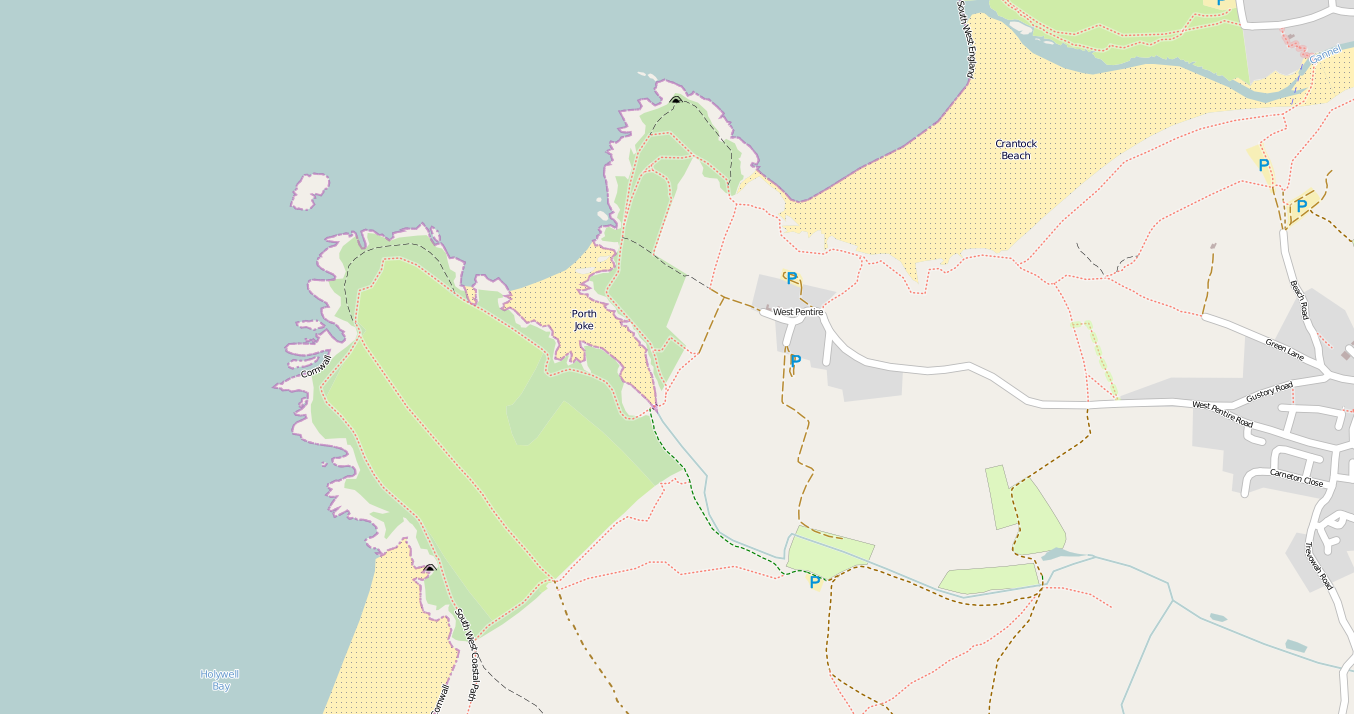 P
South West England
Gannel
Crantock
Beach
P
P
P
Beach Road
Porth
Joke
West Pentire
Green Lane
P
Cornwall
Gustory Road
West Pentire Road
Carneton Close
Trevowah Road
P
South West Coastal Path
Holywell
Bay
Cornwall